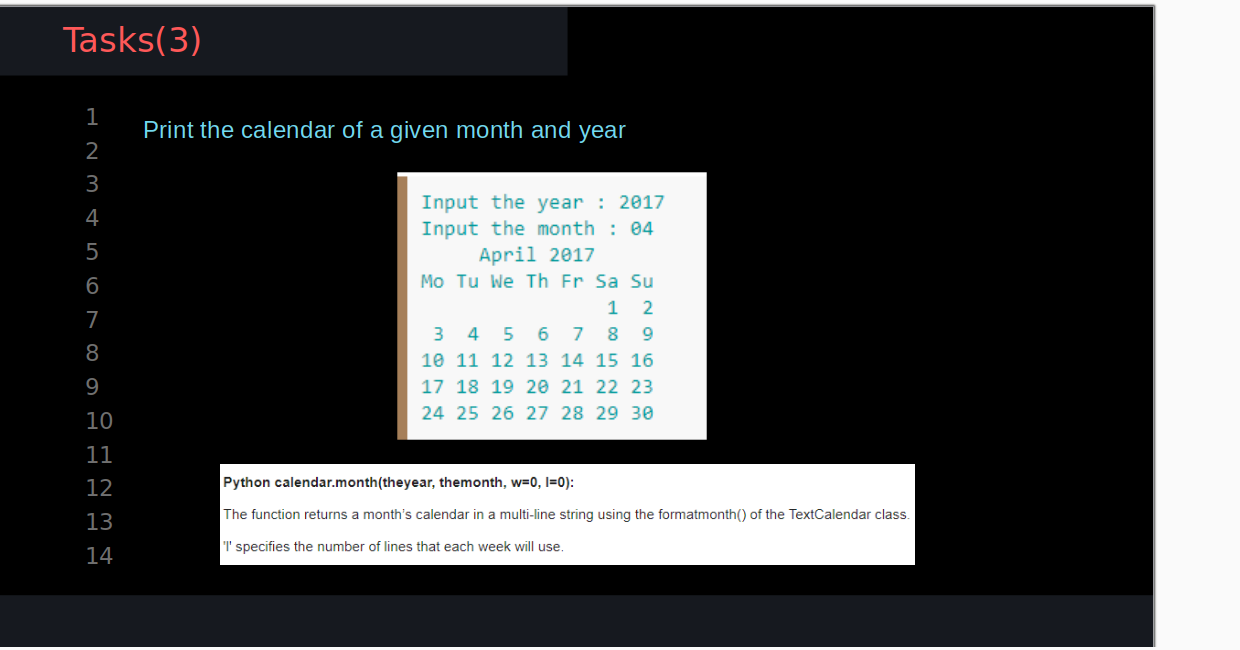 Tasks(3)
1
2
3
4
5
6
7
8
9
10
11
12
13
14
Print the calendar of a given month and year
Input the year : 2017
Input the month : 04
April 2017
Mo Tu We Th Fr Sa Su
1 2
3 4 5 6 7 8 9
10 11 12 13 14 15 16
17 18 19 20 21 22 23
24 25 26 27 28 29 30
Python calendar.month(theyear, themonth, w=0, l=0):
The function returns a month's calendar in a multi-line string using the formatmonth() of the TextCalendar class.
'l' specifies the number of lines that each week will use.